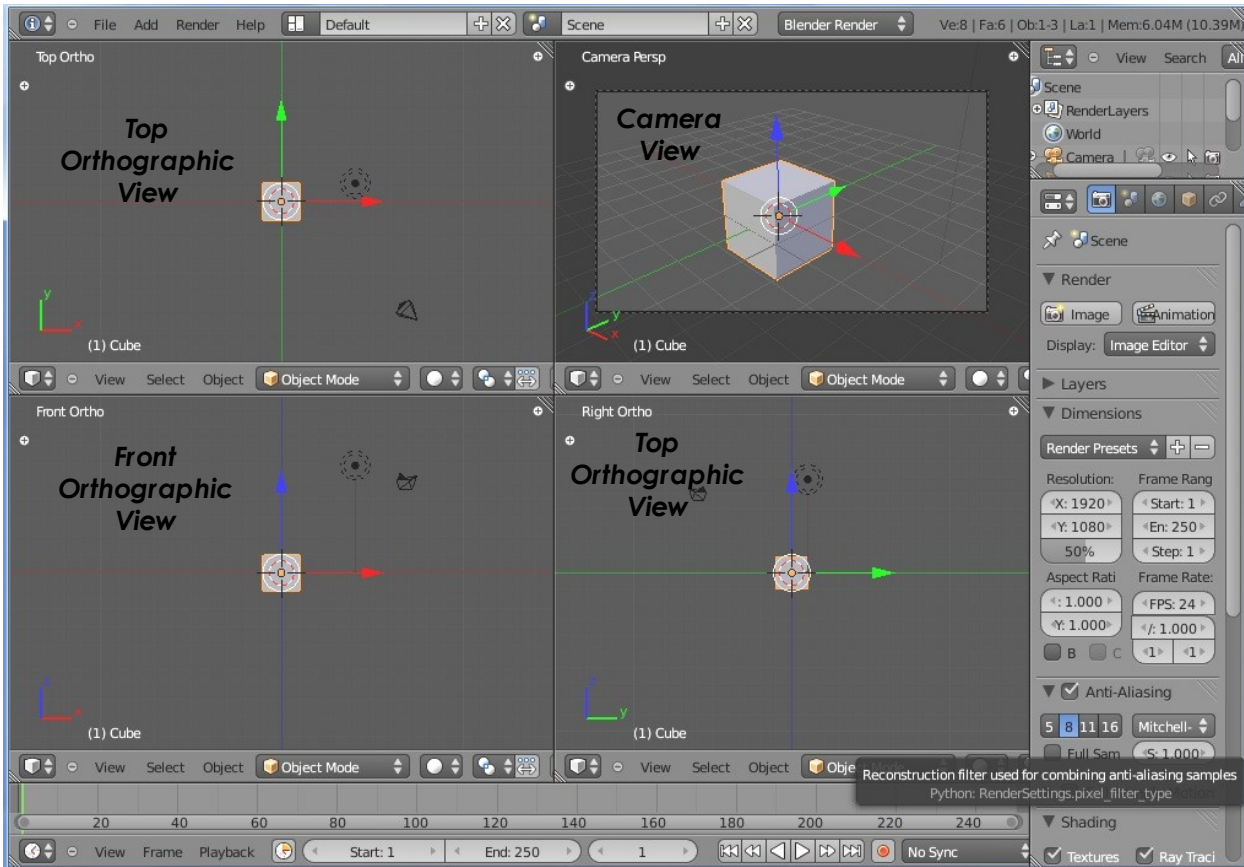 File Add Render Help Default Scene Blender Render Ve:8 | Fa:6 | Ob:1-3 | La:1 | Mem:6.04M (10.39M)
Top Ortho
Top
Orthographic
View
y
x
(1) Cube
View Select Object Object Mode
Camera Persp
Camera
View
z
y
x
(1) Cube
View Select Object Object Mode
Front Ortho
Front
Orthographic
View
z
x
(1) Cube
View Select Object Object Mode
Right Ortho
Top
Orthographic
View
z
y
(1) Cube
View Select Object Obje
View Search All
Scene
RenderLayers
World
Camera
Scene
Render
Image Animation
Display: Image Editor
Layers
Dimensions
Render Presets
Resolution: Frame Rang
X: 1920 Start: 1
Y: 1080 En: 250
50% Step: 1
Aspect Rati Frame Rate:
: 1.000 FPS: 24
Y: 1.000 /: 1.000
B C 1 1
Anti-Aliasing
5 8 11 16 Mitchell-
Full Sam S: 1.000
Reconstruction filter used for combining anti-aliasing samples
Python: RenderSettings.pixel_filter_type
Shading
Textures Ray Traci
20 40 60 80 100 120 140 160 180 200 220 240
View Frame Playback Start: 1 End: 250 1 No Sync